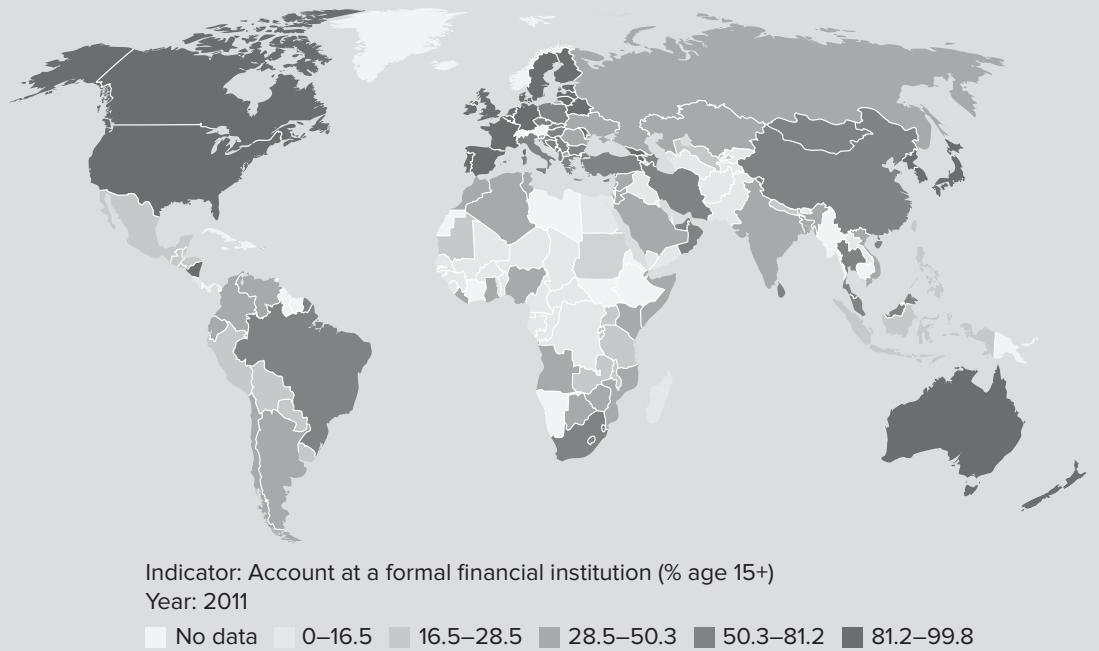 Indicator: Account at a formal financial institution (% age 15+)
Year: 2011
No data 0–16.5 16.5–28.5 28.5–50.3 50.3–81.2 81.2–99.8